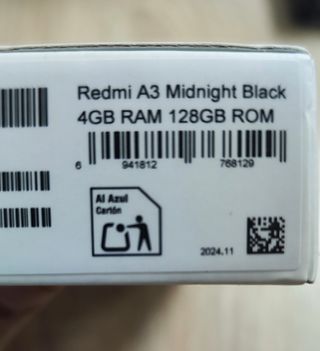 Redmi A3 Midnight Black
4GB RAM 128GB ROM
6 941812 768129
Al Azul
Cartón
2024.11